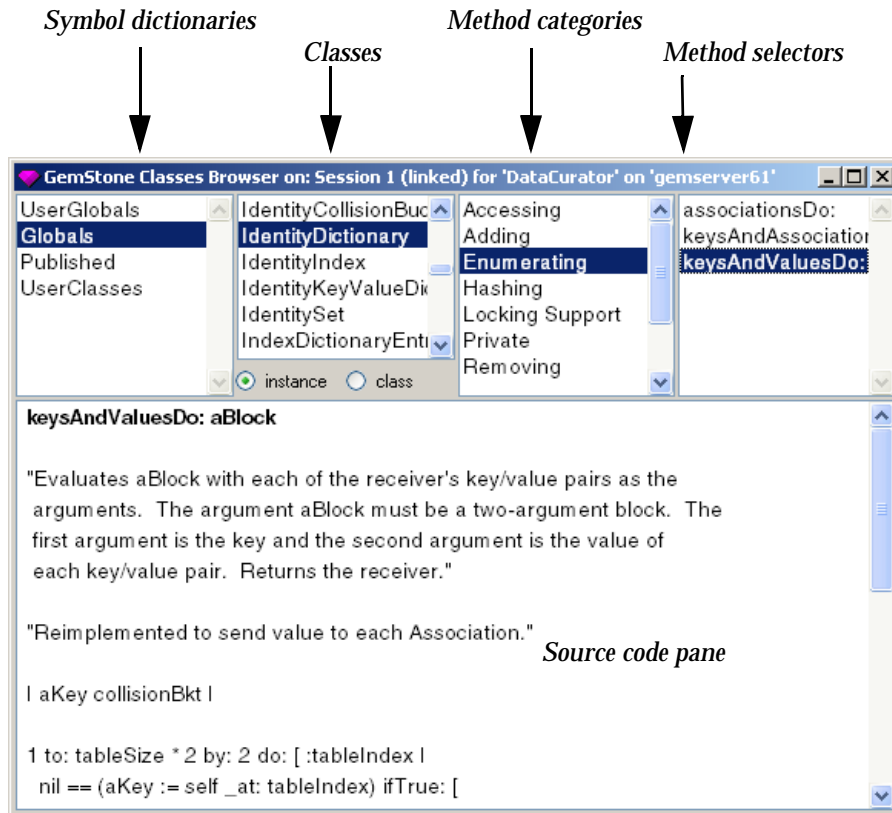 Symbol dictionaries
Method categories
Classes
Method selectors
GemStone Classes Browser on: Session 1 (linked) for 'DataCurator' on 'gemserver61'
UserGlobals
Globals
Published
UserClasses
IdentityCollisionBuc
IdentityDictionary
IdentityIndex
IdentityKeyValueDi
IdentitySet
IndexDictionaryEnt
instance
class
Accessing
Adding
Enumerating
Hashing
Locking Support
Private
Removing
associationsDo:
keysAndAssociation
keysAndValuesDo:
keysAndValuesDo: aBlock
"Evaluates aBlock with each of the receiver's key/value pairs as the
arguments.  The argument aBlock must be a two-argument block.  The
first argument is the key and the second argument is the value of
each key/value pair.  Returns the receiver."
"Reimplemented to send value to each Association."
Source code pane
| aKey collisionBkt |
1 to: tableSize * 2 by: 2 do: [ :tableIndex |
nil == (aKey := self _at: tableIndex) ifTrue: [